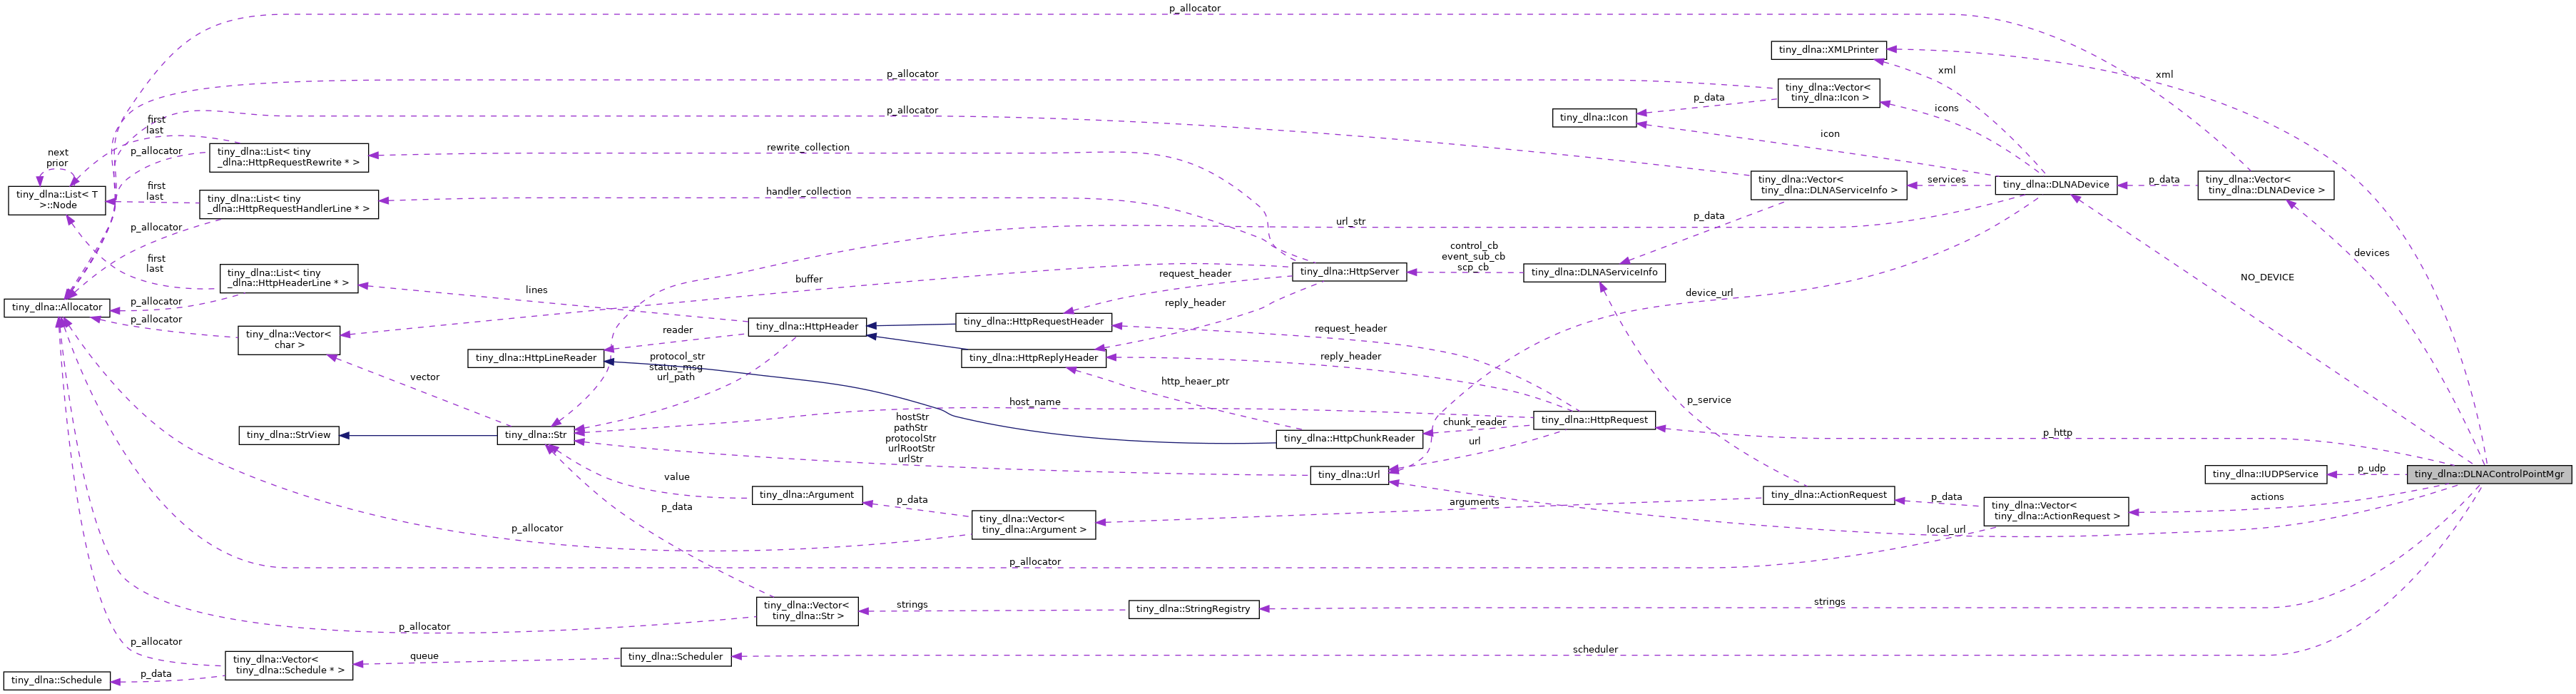 p_allocator
tiny_dlna::XMLPrinter
xml
xml
p_allocator
tiny_dlna::Vector<
tiny_dlna::Icon >
p_data
icons
p_allocator
tiny_dlna::Icon
first
last
icon
next
prior
p_allocator
tiny_dlna::List< tiny
_dlna::HttpRequestRewrite * >
rewrite_collection
tiny_dlna::List< T
>::Node
first
last
tiny_dlna::List< tiny
_dlna::HttpRequestHandlerLine * >
handler_collection
tiny_dlna::Vector<
tiny_dlna::DLNAServiceInfo >
services
tiny_dlna::DLNADevice
p_data
tiny_dlna::Vector<
tiny_dlna::DLNADevice >
p_allocator
url_str
p_data
first
last
tiny_dlna::List< tiny
_dlna::HttpHeaderLine * >
buffer
request_header
tiny_dlna::HttpServer
control_cb
event_sub_cb
scp_cb
tiny_dlna::DLNAServiceInfo
devices
NO_DEVICE
tiny_dlna::Allocator
p_allocator
lines
reply_header
device_url
p_allocator
tiny_dlna::Vector<
char >
reader
tiny_dlna::HttpHeader
tiny_dlna::HttpRequestHeader
request_header
tiny_dlna::HttpLineReader
protocol_str
status_msg
url_path
tiny_dlna::HttpReplyHeader
reply_header
vector
http_heaer_ptr
host_name
p_service
tiny_dlna::StrView
tiny_dlna::Str
hostStr
pathStr
protocolStr
urlRootStr
urlStr
tiny_dlna::HttpChunkReader
chunk_reader
url
tiny_dlna::HttpRequest
p_http
value
tiny_dlna::Url
tiny_dlna::IUDPService
p_udp
tiny_dlna::DLNAControlPointMgr
tiny_dlna::Argument
p_data
arguments
tiny_dlna::ActionRequest
p_data
tiny_dlna::Vector<
tiny_dlna::ActionRequest >
actions
p_data
p_allocator
tiny_dlna::Vector<
tiny_dlna::Argument >
local_url
p_allocator
tiny_dlna::Vector<
tiny_dlna::Str >
strings
tiny_dlna::StringRegistry
strings
p_allocator
p_allocator
tiny_dlna::Vector<
tiny_dlna::Schedule * >
queue
tiny_dlna::Scheduler
scheduler
tiny_dlna::Schedule
p_data